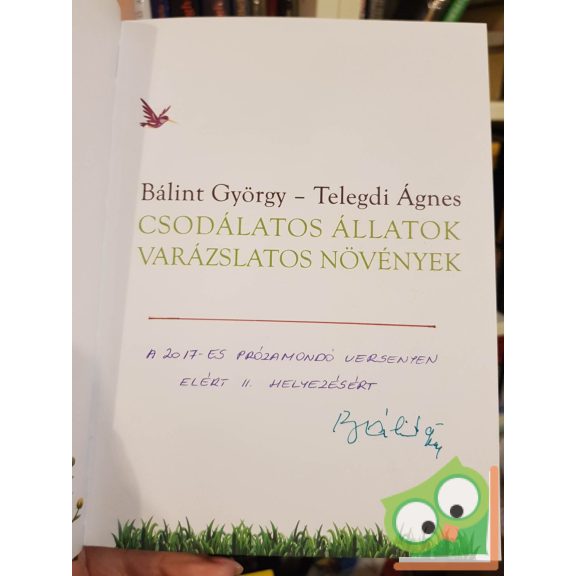 Bálint György – Telegdi Ágnes
CSODÁLATOS ÁLLATOK
VARÁZSLATOS NÖVÉNYEK
A 2017-ES PRÓZAMONDÓ VERSENYEN
ELÉRT II. HELYEZÉSÉRT